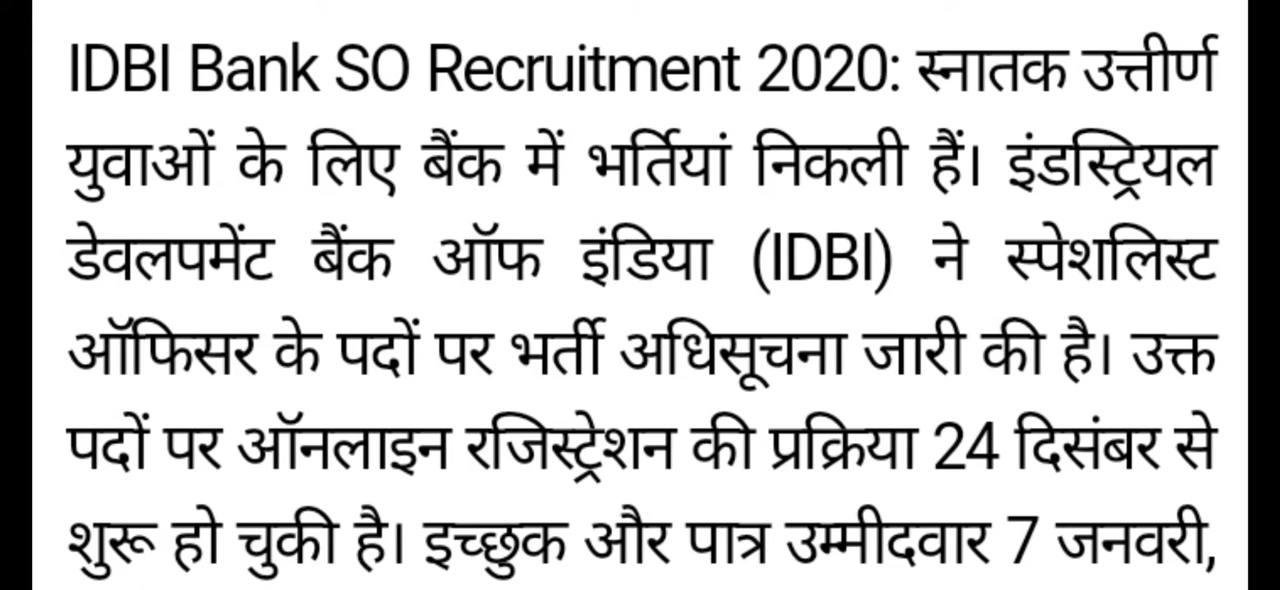 IDBI Bank SO Recruitment 2020: स्नातक उत्तीर्ण
युवाओं के लिए बैंक में भर्तियां निकली हैं। इंडस्ट्रियल
डेवलपमेंट बैंक ऑफ इंडिया (IDBI) ने स्पेशलिस्ट
ऑफिसर के पदों पर भर्ती अधिसूचना जारी की है। उक्त
पदों पर ऑनलाइन रजिस्ट्रेशन की प्रक्रिया 24 दिसंबर से
शुरू हो चुकी है। इच्छुक और पात्र उम्मीदवार 7 जनवरी,